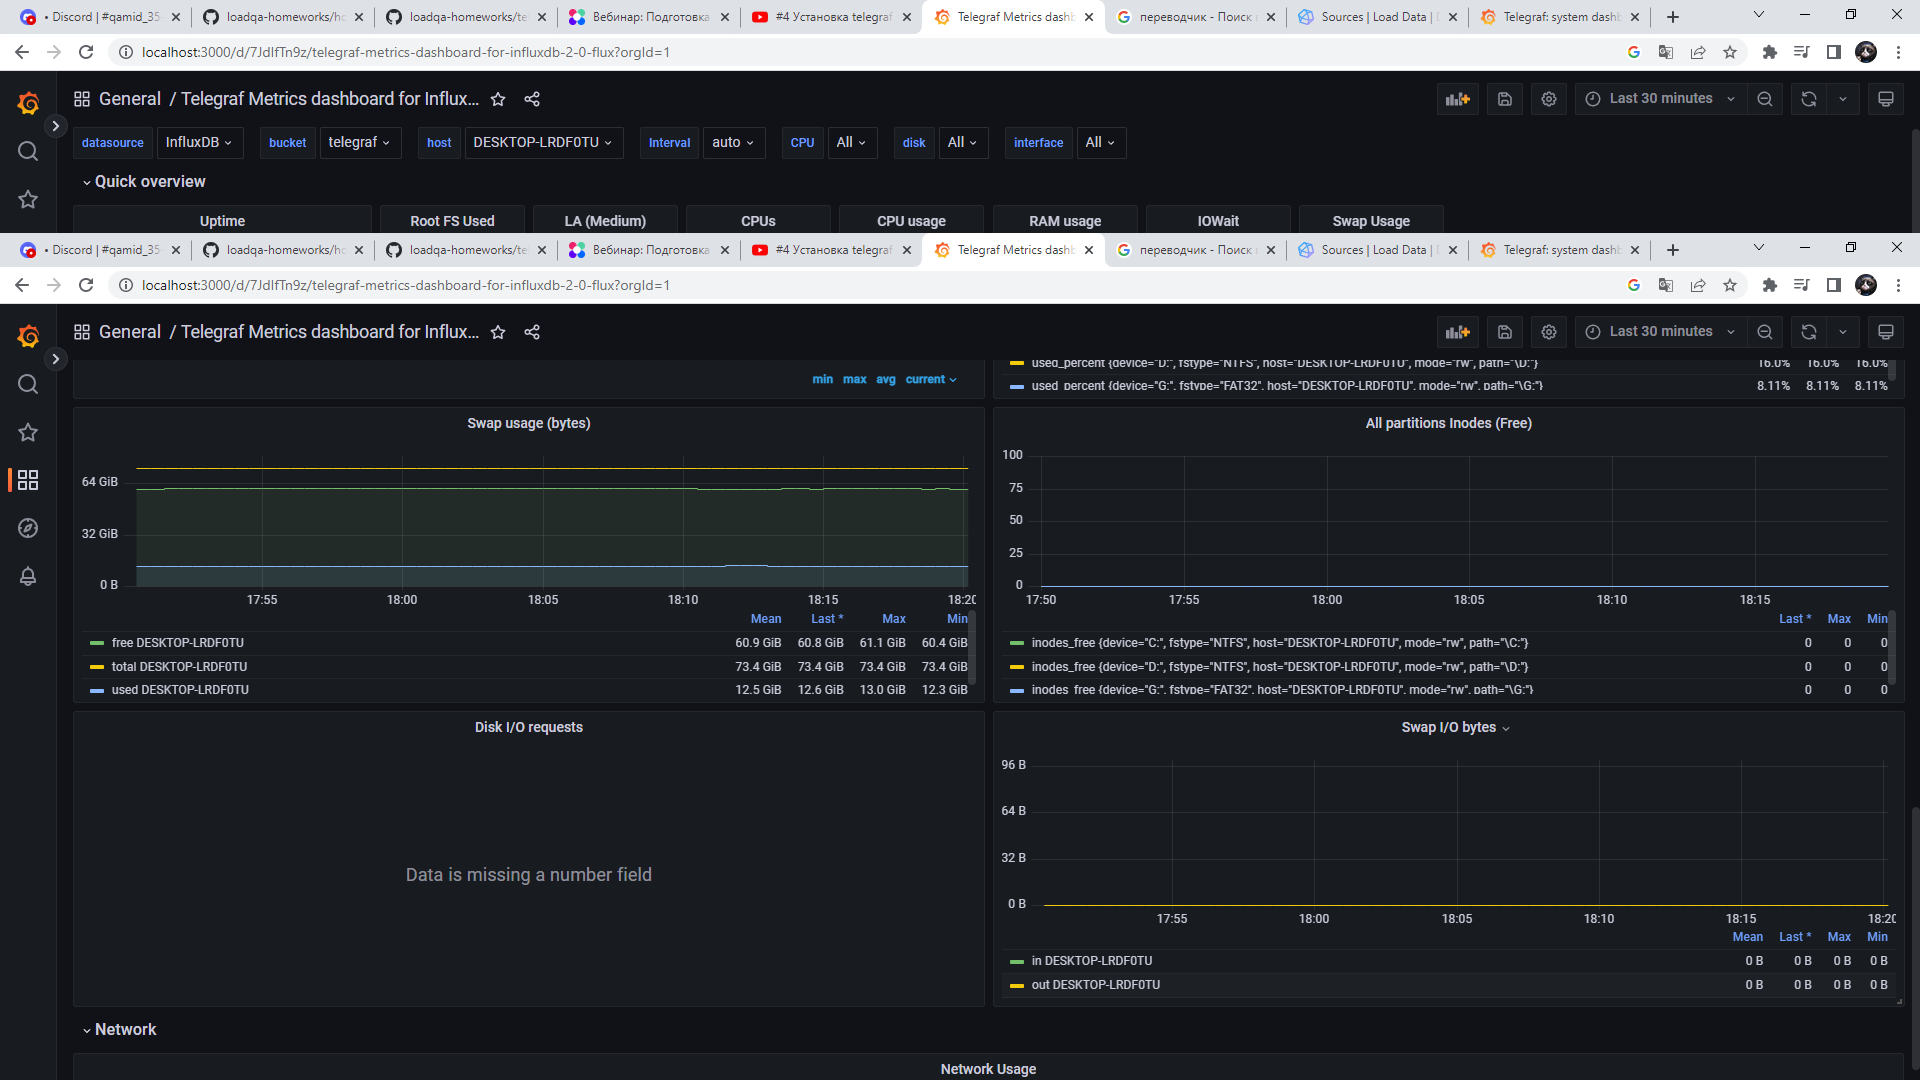 • Discord | #qamid_35
loadqa-homeworks/ho
loadqa-homeworks/te
Вебинар: Подготовка
#4 Установка telegraf
Telegraf Metrics dashb
переводчик - Поиск
Sources | Load Data |
Telegraf: system dashb
localhost:3000/d/7JdIfTn9z/telegraf-metrics-dashboard-for-influxdb-2-0-flux?orgId=1
General / Telegraf Metrics dashboard for Influx...
Last 30 minutes
datasource InfluxDB bucket telegraf host DESKTOP-LRDF0TU Interval auto CPU All disk All interface All
Quick overview
Uptime Root FS Used LA (Medium) CPUs CPU usage RAM usage IOWait Swap Usage
• Discord | #qamid_35
loadqa-homeworks/ho
loadqa-homeworks/te
Вебинар: Подготовка
#4 Установка telegraf
Telegraf Metrics dashb
переводчик - Поиск
Sources | Load Data |
Telegraf: system dashb
localhost:3000/d/7JdIfTn9z/telegraf-metrics-dashboard-for-influxdb-2-0-flux?orgId=1
General / Telegraf Metrics dashboard for Influx...
Last 30 minutes
min max avg current
used_percent {device="D:", fstype="NTFS", host="DESKTOP-LRDF0TU", mode="rw", path="\D:"} 16.0% 16.0% 16.0%
used_percent {device="G:", fstype="FAT32", host="DESKTOP-LRDF0TU", mode="rw", path="\G:"} 8.11% 8.11% 8.11%
Swap usage (bytes)
64 GiB
32 GiB
0 B
17:55 18:00 18:05 18:10 18:15 18:20
Mean Last * Max Min
free DESKTOP-LRDF0TU 60.9 GiB 60.8 GiB 61.1 GiB 60.4 GiB
total DESKTOP-LRDF0TU 73.4 GiB 73.4 GiB 73.4 GiB 73.4 GiB
used DESKTOP-LRDF0TU 12.5 GiB 12.6 GiB 13.0 GiB 12.3 GiB
All partitions Inodes (Free)
100
75
50
25
0
17:50 17:55 18:00 18:05 18:10 18:15
Last * Max Min
inodes_free {device="C:", fstype="NTFS", host="DESKTOP-LRDF0TU", mode="rw", path="\C:"} 0 0 0
inodes_free {device="D:", fstype="NTFS", host="DESKTOP-LRDF0TU", mode="rw", path="\D:"} 0 0 0
inodes_free {device="G:", fstype="FAT32", host="DESKTOP-LRDF0TU", mode="rw", path="\G:"} 0 0 0
Disk I/O requests
Data is missing a number field
Swap I/O bytes
96 B
64 B
32 B
0 B
17:55 18:00 18:05 18:10 18:15 18:20
Mean Last * Max Min
in DESKTOP-LRDF0TU 0 B 0 B 0 B 0 B
out DESKTOP-LRDF0TU 0 B 0 B 0 B 0 B
Network
Network Usage